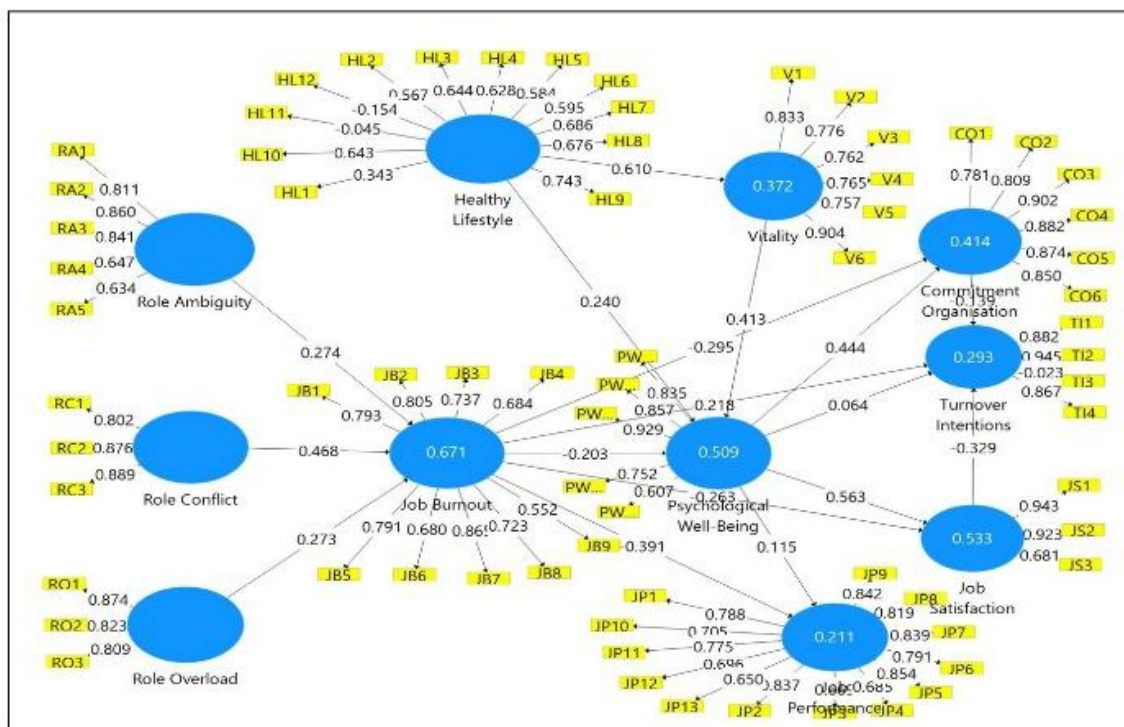 HL2
HL3
HL4
HL5
HL12
HL6
HL11
HL7
HL10
HL8
HL1
HL9
0.567
0.644
0.628
0.584
-0.154
0.595
-0.045
0.686
0.643
0.676
0.343
0.743
Healthy
Lifestyle
0.610
0.240
V1
V2
V3
V4
V5
V6
0.833
0.776
0.762
0.765
0.757
0.904
0.372
Vitality
0.413
CO1
CO2
CO3
CO4
CO5
CO6
0.781
0.809
0.902
0.882
0.874
0.850
0.414
Commitment
Organisation
-0.139
RA1
RA2
RA3
RA4
RA5
0.811
0.860
0.841
0.647
0.634
Role Ambiguity
0.274
TI1
TI2
TI3
TI4
0.882
0.945
-0.023
0.867
0.293
Turnover
Intentions
-0.329
RC1
RC2
RC3
0.802
0.876
0.889
Role Conflict
0.468
JB1
JB2
JB3
JB4
0.793
0.805
0.737
0.684
0.671
Job Burnout
0.791
0.680
0.723
0.552
JB5
JB6
JB7
JB8
JB9
-0.295
0.218
-0.203
-0.263
PW...
PW...
PW...
PW...
PW...
0.835
0.857
0.929
0.752
0.607
0.509
Psychological
Well-Being
0.444
0.064
0.563
0.115
JS1
JS2
JS3
0.943
0.923
0.681
0.533
Job
Satisfaction
RO1
RO2
RO3
0.874
0.823
0.809
Role Overload
0.273
JP1
JP10
JP11
JP12
JP13
JP2
JP3
JP4
JP5
JP6
JP7
JP8
JP9
0.788
0.705
0.775
0.696
0.650
0.837
0.685
0.854
0.791
0.839
0.819
0.842
0.211
Job
Performance